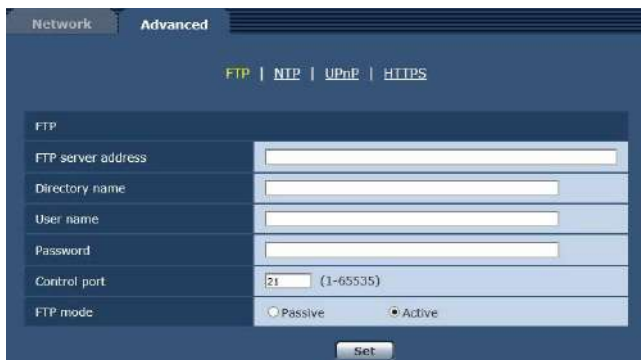 Network Advanced
FTP | NTP | UPnP | HTTPS
FTP
FTP server address
Directory name
User name
Password
Control port 21 (1-65535)
FTP mode Passive Active
Set